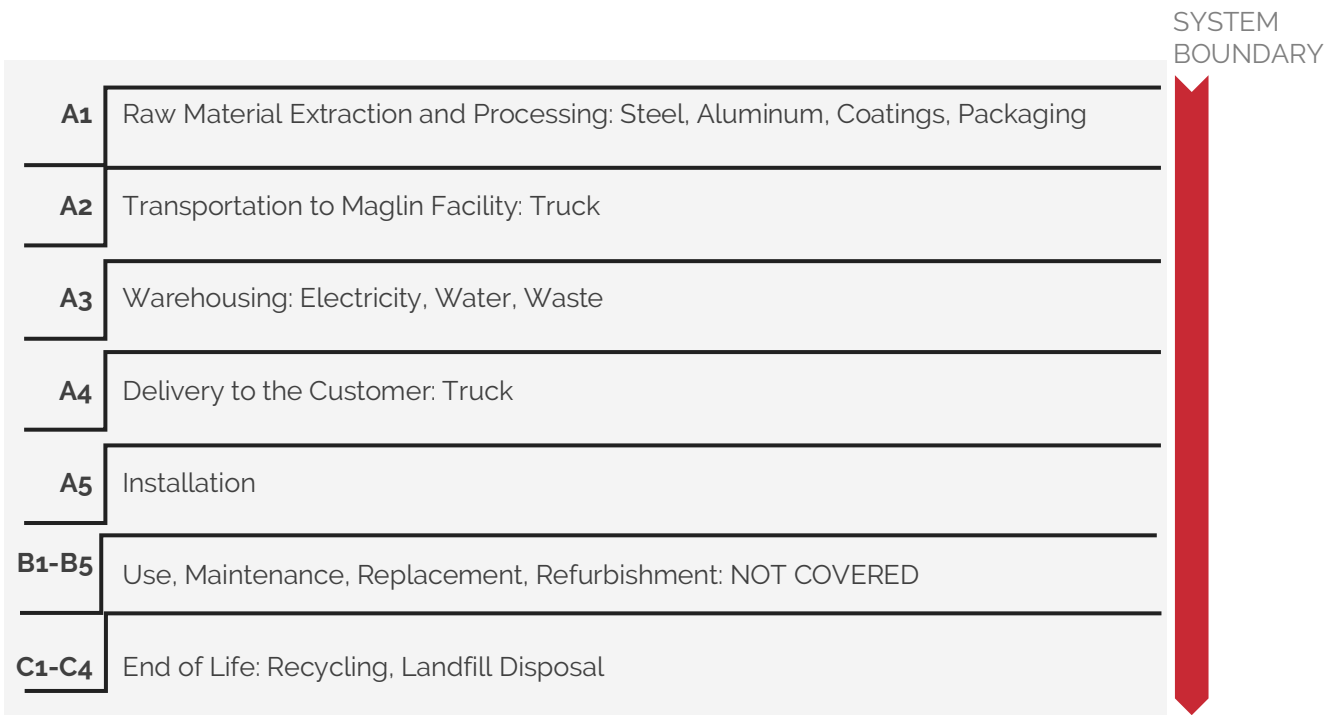 SYSTEM
BOUNDARY
A1 Raw Material Extraction and Processing: Steel, Aluminum, Coatings, Packaging
A2 Transportation to Maglin Facility: Truck
A3 Warehousing: Electricity, Water, Waste
A4 Delivery to the Customer: Truck
A5 Installation
B1-B5 Use, Maintenance, Replacement, Refurbishment: NOT COVERED
C1-C4 End of Life: Recycling, Landfill Disposal